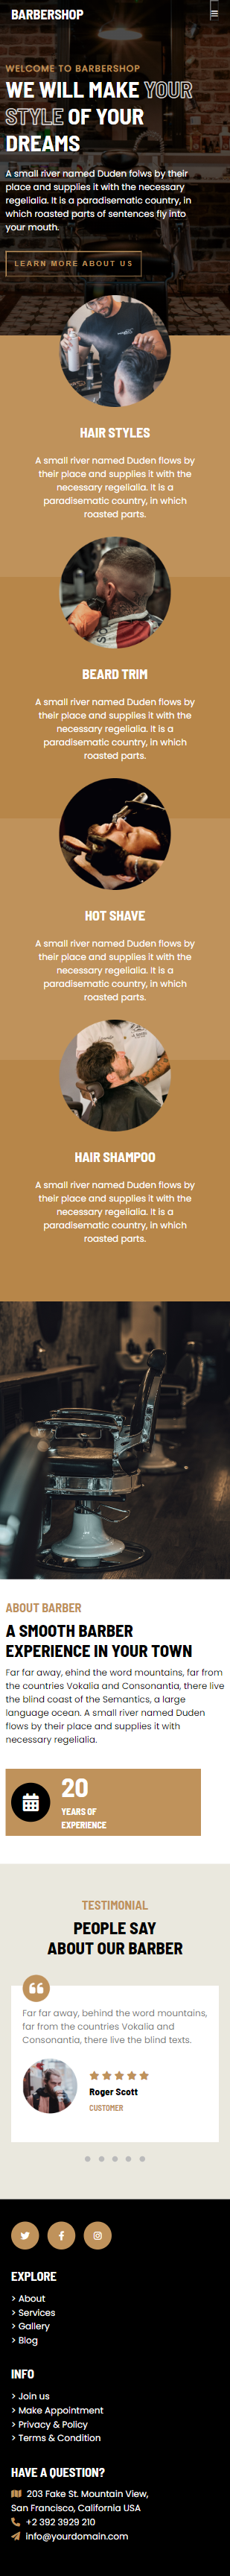 BARBERSHOP
WELCOME TO BARBERSHOP
WE WILL MAKE YOUR
STYLE OF YOUR
DREAMS
A small river named Duden folws by their
place and supplies it with the necessary
regelialia. It is a paradisematic country, in
which roasted parts of sentences fly into
your mouth.
LEARN MORE ABOUT US
HAIR STYLES
A small river named Duden flows by
their place and supplies it with the
necessary regelialia. It is a
paradisematic country, in which
roasted parts.
BEARD TRIM
A small river named Duden flows by
their place and supplies it with the
necessary regelialia. It is a
paradisematic country, in which
roasted parts.
HOT SHAVE
A small river named Duden flows by
their place and supplies it with the
necessary regelialia. It is a
paradisematic country, in which
roasted parts.
HAIR SHAMPOO
A small river named Duden flows by
their place and supplies it with the
necessary regelialia. It is a
paradisematic country, in which
roasted parts.
ABOUT BARBER
A SMOOTH BARBER
EXPERIENCE IN YOUR TOWN
Far far away, ehind the word mountains, far from
the countries Vokalia and Consonantia, there live
the blind coast of the Semantics, a large
language ocean. A small river named Duden
flows by their place and supplies it with
necessary regelialia.
20
YEARS OF
EXPERIENCE
TESTIMONIAL
PEOPLE SAY
ABOUT OUR BARBER
Far far away, behind the word mountains,
far from the countries Vokalia and
Consonantia, there live the blind texts.
Roger Scott
CUSTOMER
EXPLORE
> About
> Services
> Gallery
> Blog
INFO
> Join us
> Make Appointment
> Privacy & Policy
> Terms & Condition
HAVE A QUESTION?
203 Fake St. Mountain View,
San Francisco, California USA
+2 392 3929 210
info@yourdomain.com